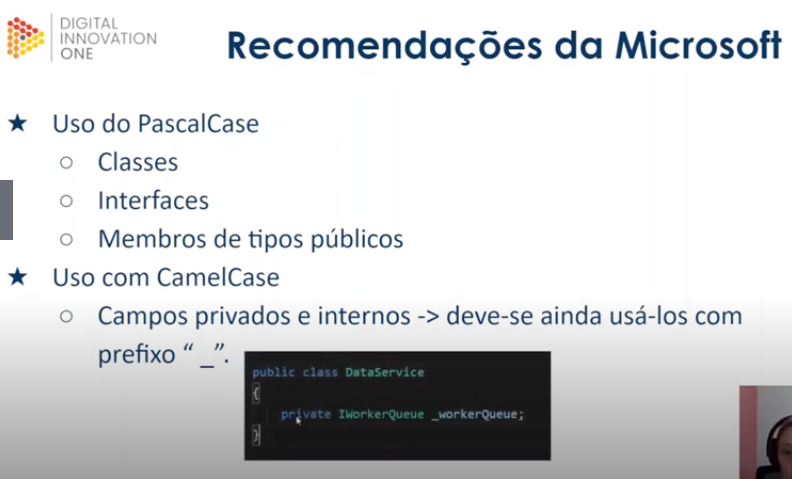 DIGITAL
INNOVATION
ONE
Recomendações da Microsoft
★ Uso do PascalCase
○ Classes
○ Interfaces
○ Membros de tipos públicos
★ Uso com CamelCase
○ Campos privados e internos -> deve-se ainda usá-los com
prefixo “ _”.
public class DataService
{
private IWorkerQueue _workerQueue;
}